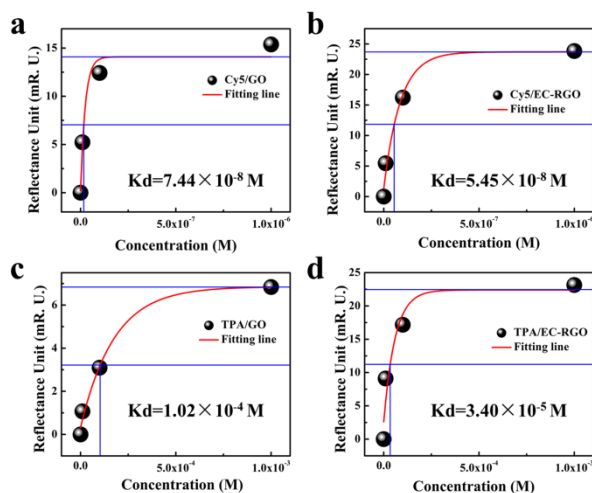 a
Reflectance Unit (mR. U.)
15
10
5
0
Cy5/GO
Fitting line
Kd=7.44×10⁻⁸ M
0.0
5.0x10⁻⁷
1.0x10⁻⁶
Concentration (M)
b
Refkectance Unit (mR. U.)
25
20
15
10
5
0
Cy5/EC-RGO
Fitting line
Kd=5.45×10⁻⁸ M
0.0
5.0x10⁻⁷
1.0x10⁻⁶
Concentration (M)
c
Reflectance Unit (mR. U.)
6
4
2
0
TPA/GO
Fitting line
Kd=1.02×10⁻⁴ M
0.0
5.0x10⁻⁴
1.0x10⁻³
Concentration (M)
d
Reflectance Unit (mR. U.)
25
20
15
10
5
0
TPA/EC-RGO
Fitting line
Kd=3.40×10⁻⁵ M
0.0
5.0x10⁻⁴
1.0x10⁻³
Concentration (M)